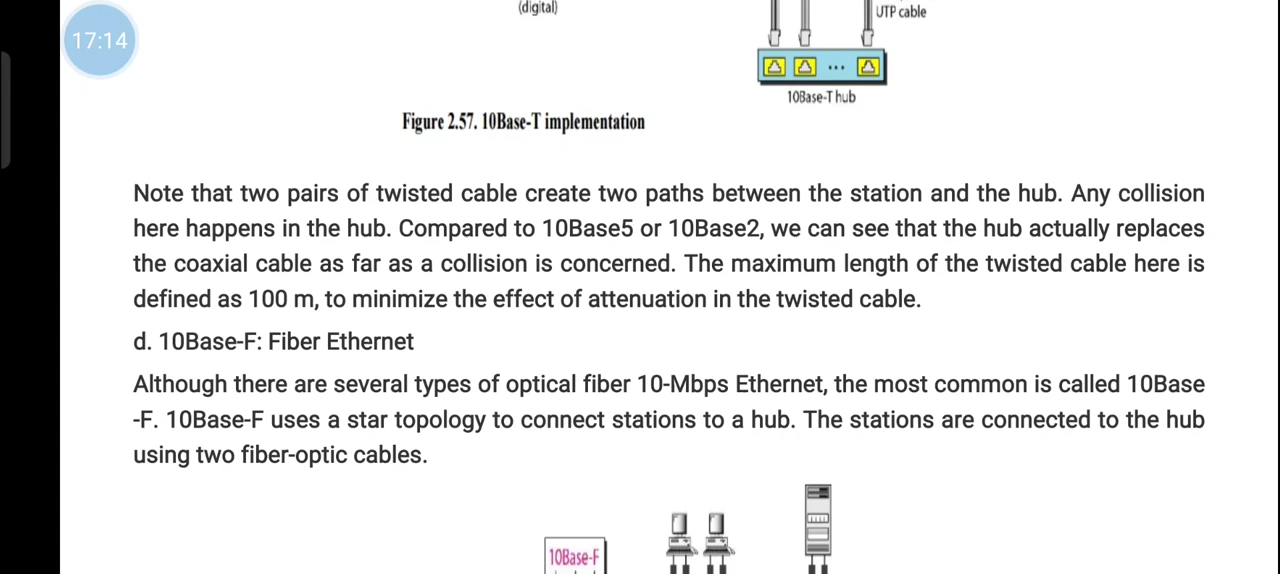 (digital)
UTP cable
17:14
...
10Base-T hub
Figure 2.57. 10Base-T implementation
Note that two pairs of twisted cable create two paths between the station and the hub. Any collision
here happens in the hub. Compared to 10Base5 or 10Base2, we can see that the hub actually replaces
the coaxial cable as far as a collision is concerned. The maximum length of the twisted cable here is
defined as 100 m, to minimize the effect of attenuation in the twisted cable.
d. 10Base-F: Fiber Ethernet
Although there are several types of optical fiber 10-Mbps Ethernet, the most common is called 10Base
-F. 10Base-F uses a star topology to connect stations to a hub. The stations are connected to the hub
using two fiber-optic cables.
10Base-F